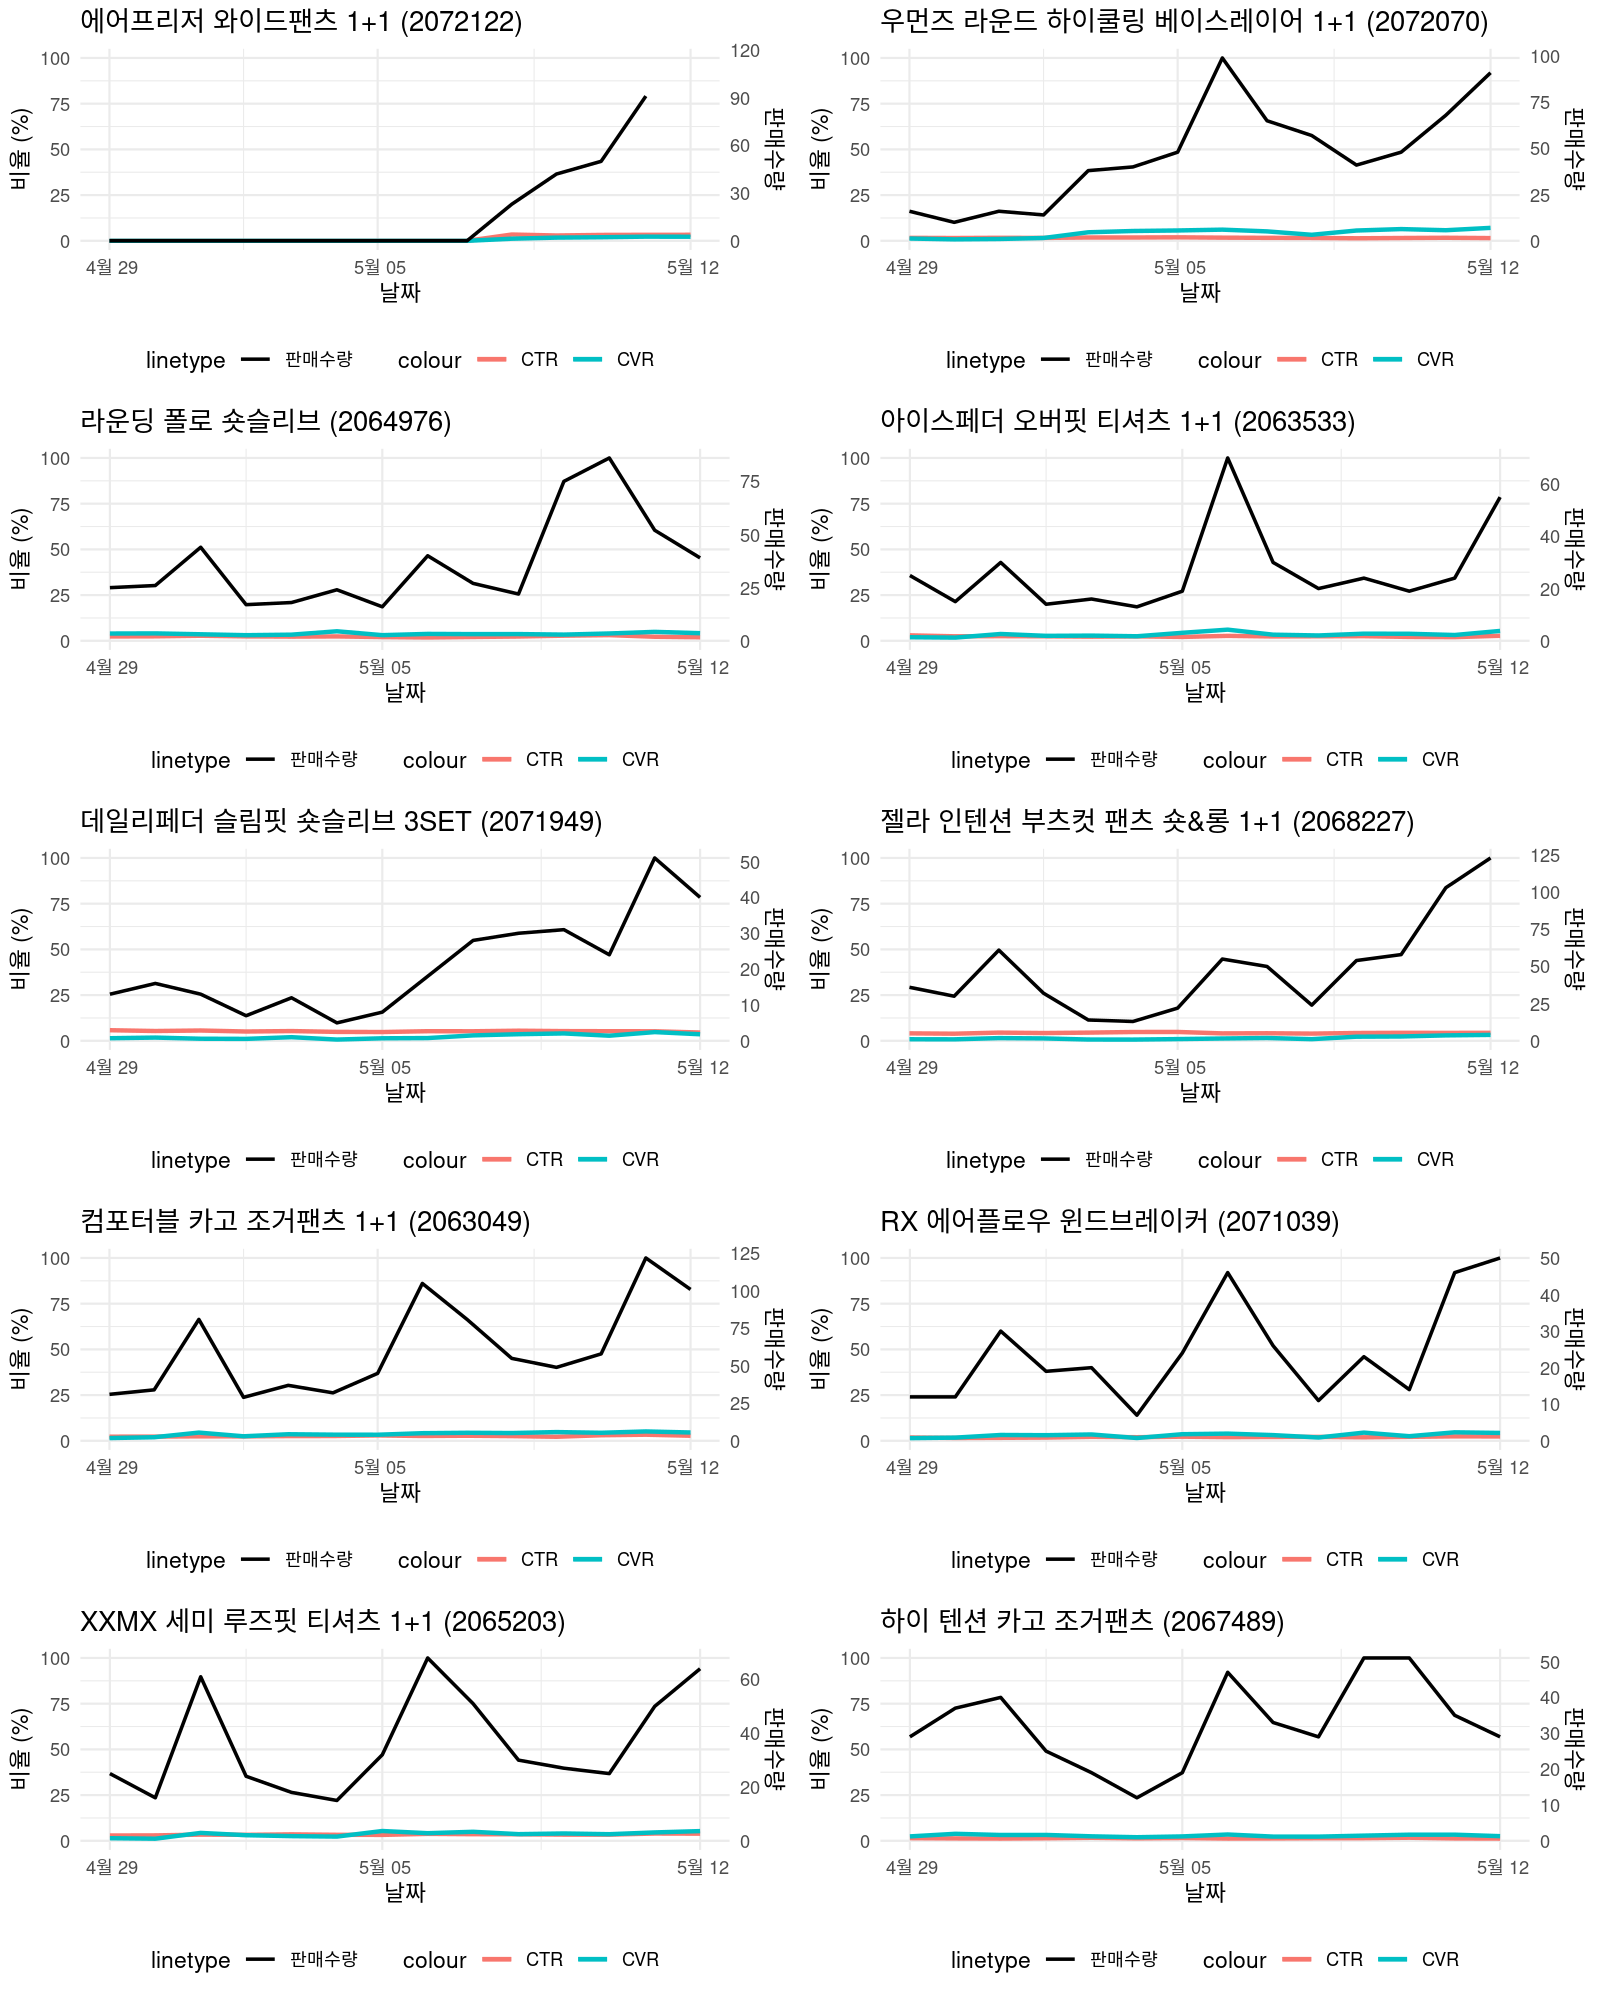 에어프리저 와이드팬츠 1+1 (2072122)
비율 (%)
100
75
50
25
0
120
90
60
30
0
판매수량
4월 29 5월 05 5월 12
날짜
linetype 판매수량 colour CTR CVR
우먼즈 라운드 하이쿨링 베이스레이어 1+1 (2072070)
비율 (%)
100
75
50
25
0
100
75
50
25
0
판매수량
4월 29 5월 05 5월 12
날짜
linetype 판매수량 colour CTR CVR
라운딩 폴로 숏슬리브 (2064976)
비율 (%)
100
75
50
25
0
75
50
25
0
판매수량
4월 29 5월 05 5월 12
날짜
linetype 판매수량 colour CTR CVR
아이스페더 오버핏 티셔츠 1+1 (2063533)
비율 (%)
100
75
50
25
0
60
40
20
0
판매수량
4월 29 5월 05 5월 12
날짜
linetype 판매수량 colour CTR CVR
데일리페더 슬림핏 숏슬리브 3SET (2071949)
비율 (%)
100
75
50
25
0
50
40
30
20
10
0
판매수량
4월 29 5월 05 5월 12
날짜
linetype 판매수량 colour CTR CVR
젤라 인텐션 부츠컷 팬츠 숏&롱 1+1 (2068227)
비율 (%)
100
75
50
25
0
125
100
75
50
25
0
판매수량
4월 29 5월 05 5월 12
날짜
linetype 판매수량 colour CTR CVR
컴포터블 카고 조거팬츠 1+1 (2063049)
비율 (%)
100
75
50
25
0
125
100
75
50
25
0
판매수량
4월 29 5월 05 5월 12
날짜
linetype 판매수량 colour CTR CVR
RX 에어플로우 윈드브레이커 (2071039)
비율 (%)
100
75
50
25
0
50
40
30
20
10
0
판매수량
4월 29 5월 05 5월 12
날짜
linetype 판매수량 colour CTR CVR
XXMX 세미 루즈핏 티셔츠 1+1 (2065203)
비율 (%)
100
75
50
25
0
60
40
20
0
판매수량
4월 29 5월 05 5월 12
날짜
linetype 판매수량 colour CTR CVR
하이 텐션 카고 조거팬츠 (2067489)
비율 (%)
100
75
50
25
0
50
40
30
20
10
0
판매수량
4월 29 5월 05 5월 12
날짜
linetype 판매수량 colour CTR CVR